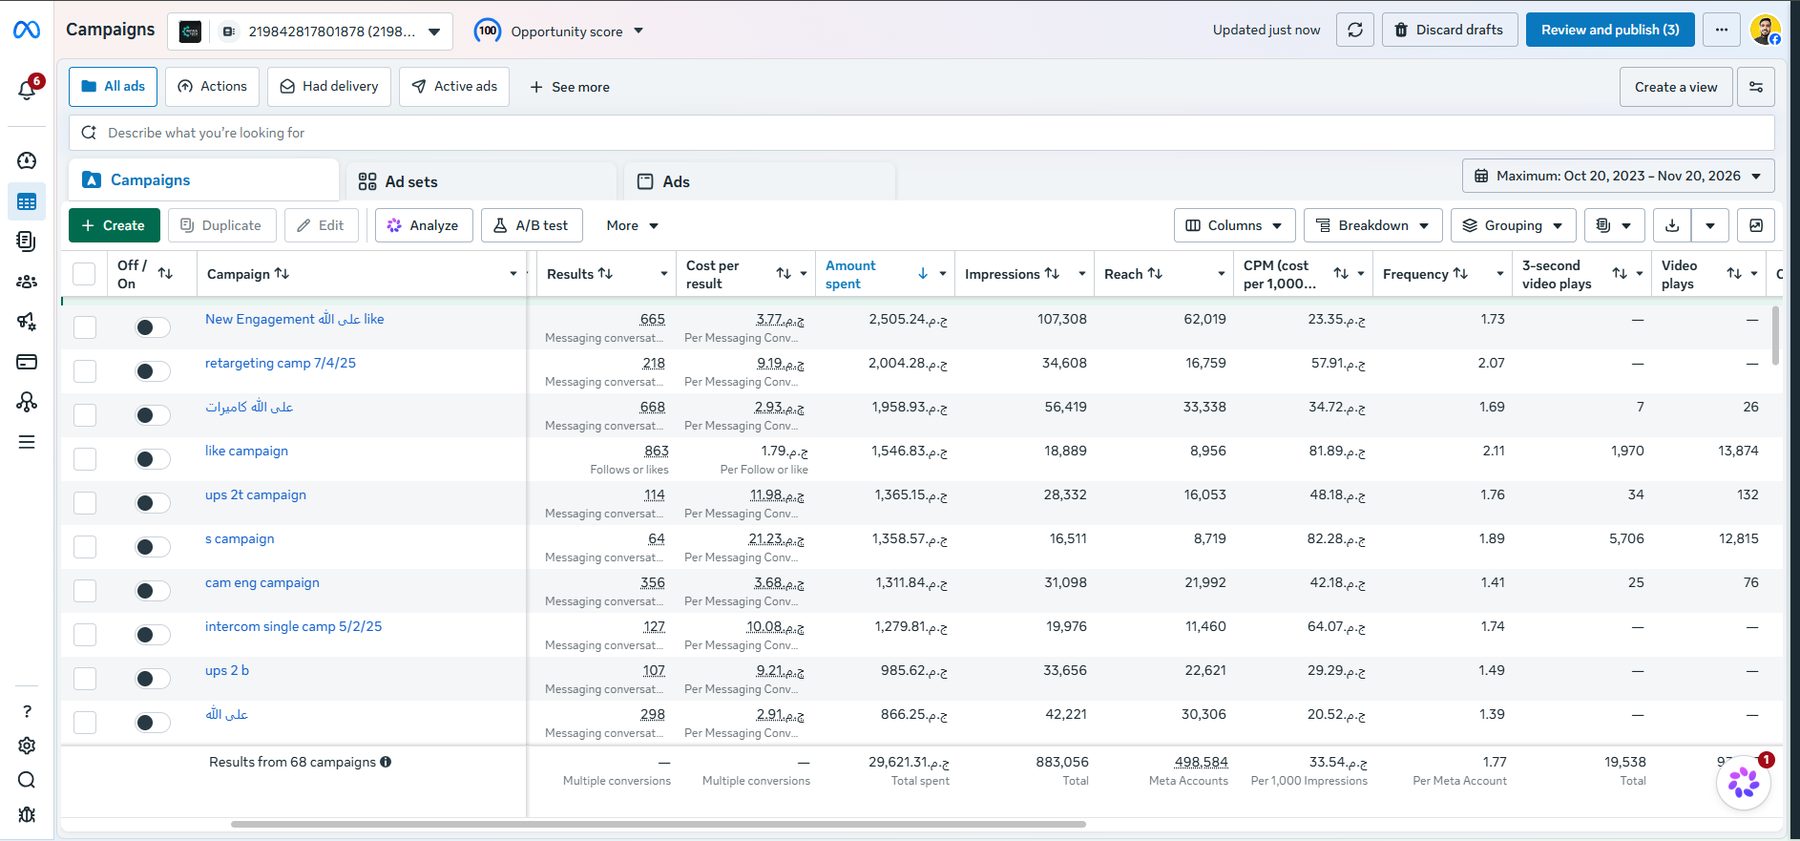 Campaigns
219842817801878 (2198...
100 Opportunity score
Updated just now
Discard drafts
Review and publish (3)
6
All ads
Actions
Had delivery
Active ads
See more
Create a view
Describe what you're looking for
Campaigns
Ad sets
Ads
Maximum: Oct 20, 2023 – Nov 20, 2026
Create
Duplicate
Edit
Analyze
A/B test
More
Columns
Breakdown
Grouping
Off / On
Campaign
Results
Cost per result
Amount spent
Impressions
Reach
CPM (cost per 1,000...
Frequency
3-second video plays
Video plays
C
New Engagement على الله like 665 ج.م.3.77 ج.م.2,505.24 107,308 62,019 ج.م.23.35 1.73 — —
Messaging conversat... Per Messaging Conv...
retargeting camp 7/4/25 218 ج.م.9.19 ج.م.2,004.28 34,608 16,759 ج.م.57.91 2.07 — —
Messaging conversat... Per Messaging Conv...
على الله كاميرات 668 ج.م.2.93 ج.م.1,958.93 56,419 33,338 ج.م.34.72 1.69 7 26
Messaging conversat... Per Messaging Conv...
like campaign 863 ج.م.1.79 ج.م.1,546.83 18,889 8,956 ج.م.81.89 2.11 1,970 13,874
Follows or likes Per Follow or like
ups 2t campaign 114 ج.م.11.98 ج.م.1,365.15 28,332 16,053 ج.م.48.18 1.76 34 132
Messaging conversat... Per Messaging Conv...
s campaign 64 ج.م.21.23 ج.م.1,358.57 16,511 8,719 ج.م.82.28 1.89 5,706 12,815
Messaging conversat... Per Messaging Conv...
cam eng campaign 356 ج.م.3.68 ج.م.1,311.84 31,098 21,992 ج.م.42.18 1.41 25 76
Messaging conversat... Per Messaging Conv...
intercom single camp 5/2/25 127 ج.م.10.08 ج.م.1,279.81 19,976 11,460 ج.م.64.07 1.74 — —
Messaging conversat... Per Messaging Conv...
ups 2 b 107 ج.م.9.21 ج.م.985.62 33,656 22,621 ج.م.29.29 1.49 — —
Messaging conversat... Per Messaging Conv...
على الله 298 ج.م.2.91 ج.م.866.25 42,221 30,306 ج.م.20.52 1.39 — —
Messaging conversat... Per Messaging Conv...
Results from 68 campaigns — — ج.م.29,621.31 883,056 498,584 ج.م.33.54 1.77 19,538
Multiple conversions Multiple conversions Total spent Total Meta Accounts Per 1,000 Impressions Per Meta Account Total
1